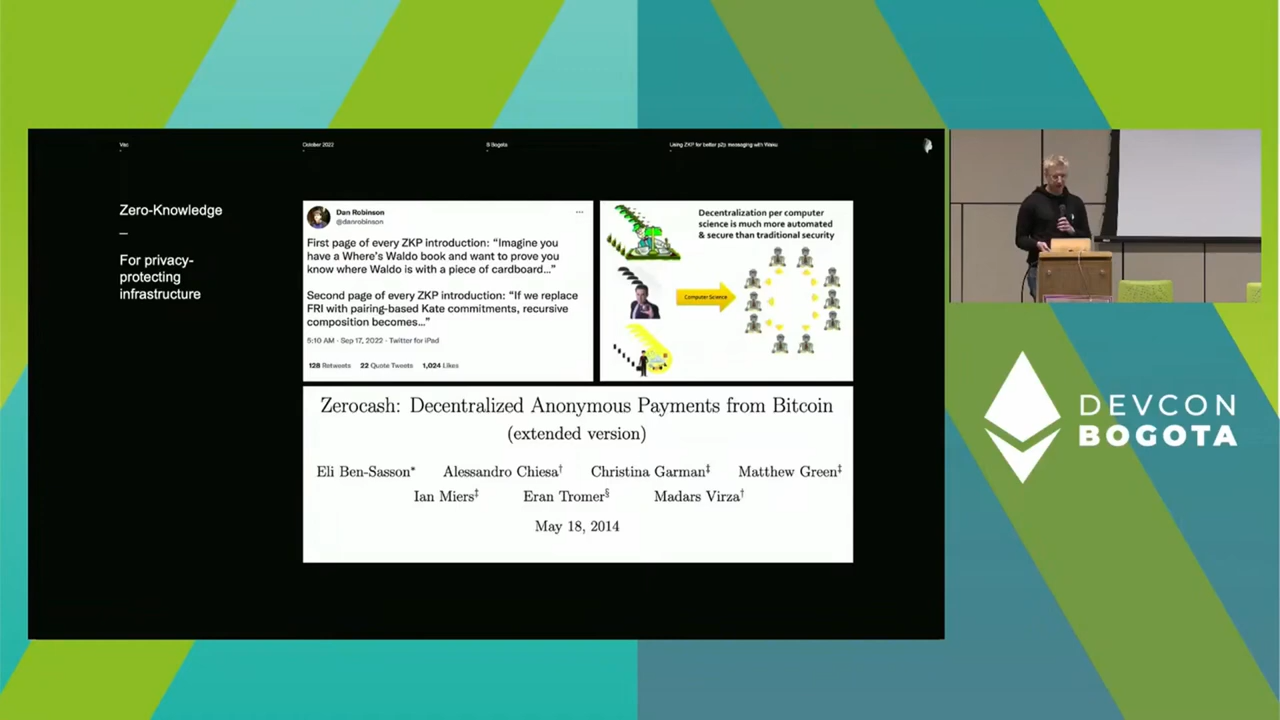 Vac
October 2022
$ Bogota
Using ZKP for better p2p messaging with Waku
Zero-Knowledge
—
For privacy-
protecting
infrastructure
Dan Robinson
@danrobinson
First page of every ZKP introduction: “Imagine you
have a Where's Waldo book and want to prove you
know where Waldo is with a piece of cardboard...”
Second page of every ZKP introduction: “If we replace
FRI with pairing-based Kate commitments, recursive
composition becomes...”
5:10 AM · Sep 17, 2022 · Twitter for iPad
128 Retweets 22 Quote Tweets 1,024 Likes
Decentralization per computer
science is much more automated
& secure than traditional security
Computer Science
Zerocash: Decentralized Anonymous Payments from Bitcoin
(extended version)
Eli Ben-Sasson* Alessandro Chiesa† Christina Garman‡ Matthew Green‡
Ian Miers‡ Eran Tromer§ Madars Virza†
May 18, 2014
DEVCON
BOGOTA